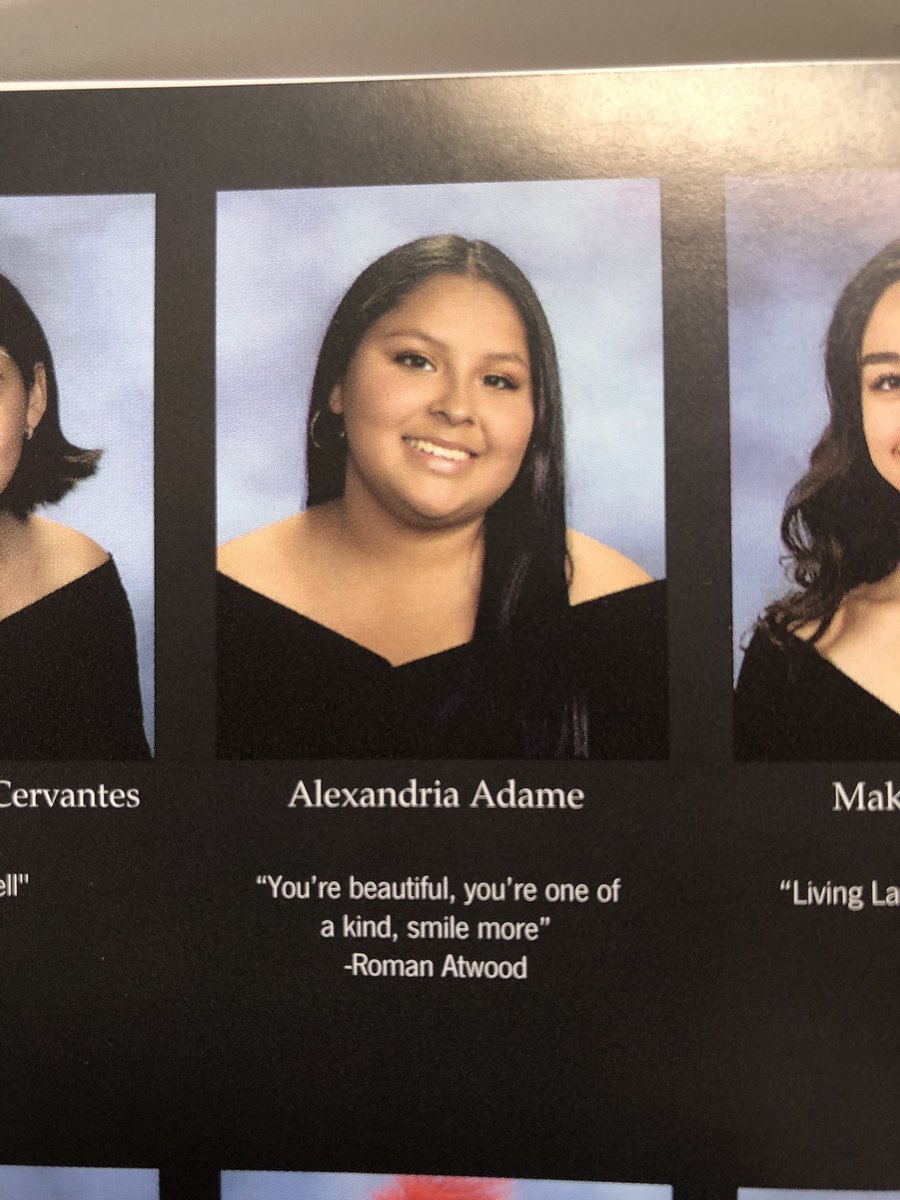 Cervantes
Alexandria Adame
Mak
ell"
“You’re beautiful, you’re one of
a kind, smile more”
-Roman Atwood
“Living La